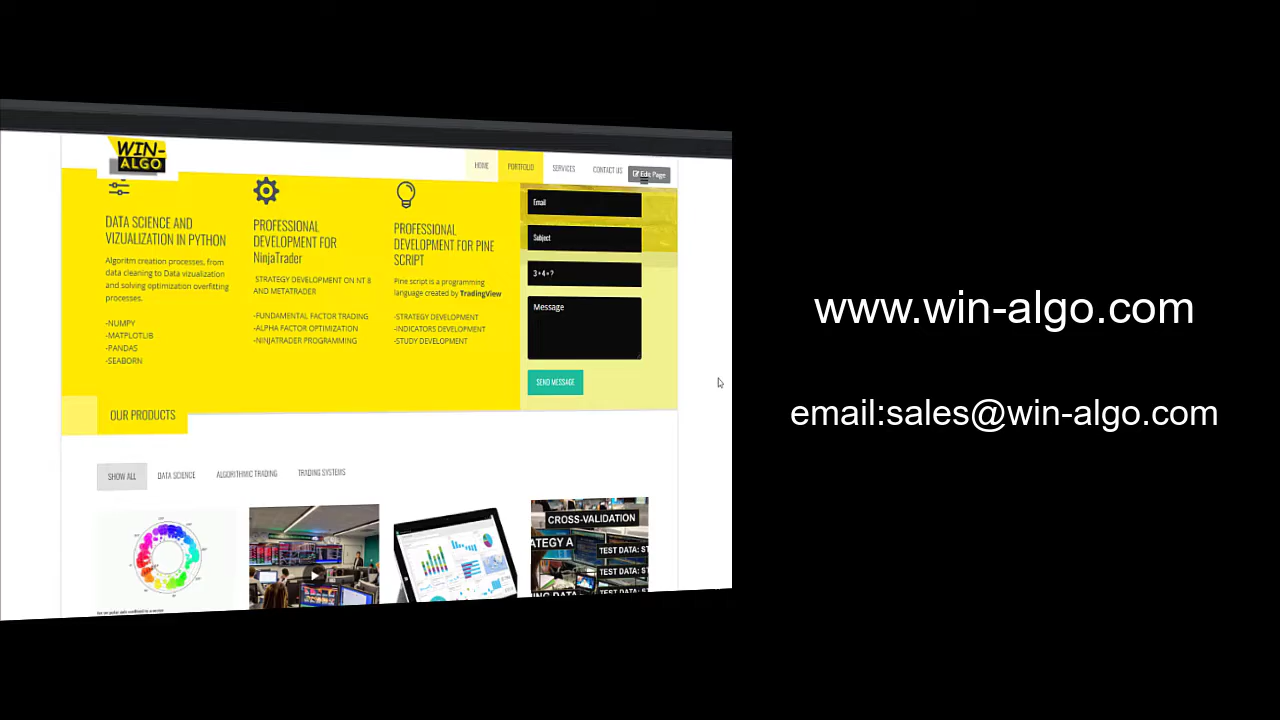 WIN-
ALGO
HOME
PORTFOLIO
SERVICES
CONTACT US
Edit Page
DATA SCIENCE AND
VIZUALIZATION IN PYTHON
Algoritm creation processes, from
data cleaning to Data vizualization
and solving optimization overfitting
processes.
-NUMPY
-MATPLOTLIB
-PANDAS
-SEABORN
PROFESSIONAL
DEVELOPMENT FOR
NinjaTrader
STRATEGY DEVELOPMENT ON NT 8
AND METATRADER
-FUNDAMENTAL FACTOR TRADING
-ALPHA FACTOR OPTIMIZATION
-NINJATRADER PROGRAMMING
PROFESSIONAL
DEVELOPMENT FOR PINE
SCRIPT
Pine script is a programming
language created by TradingView
-STRATEGY DEVELOPMENT
-INDICATORS DEVELOPMENT
-STUDY DEVELOPMENT
Email
Subject
3 + 4 = ?
Message
SEND MESSAGE
OUR PRODUCTS
SHOW ALL
DATA SCIENCE
ALGORITHMIC TRADING
TRADING SYSTEMS
CROSS-VALIDATION
ATEGY A
TEST DATA: ST
TEST DATA: S
www.win-algo.com
email:sales@win-algo.com